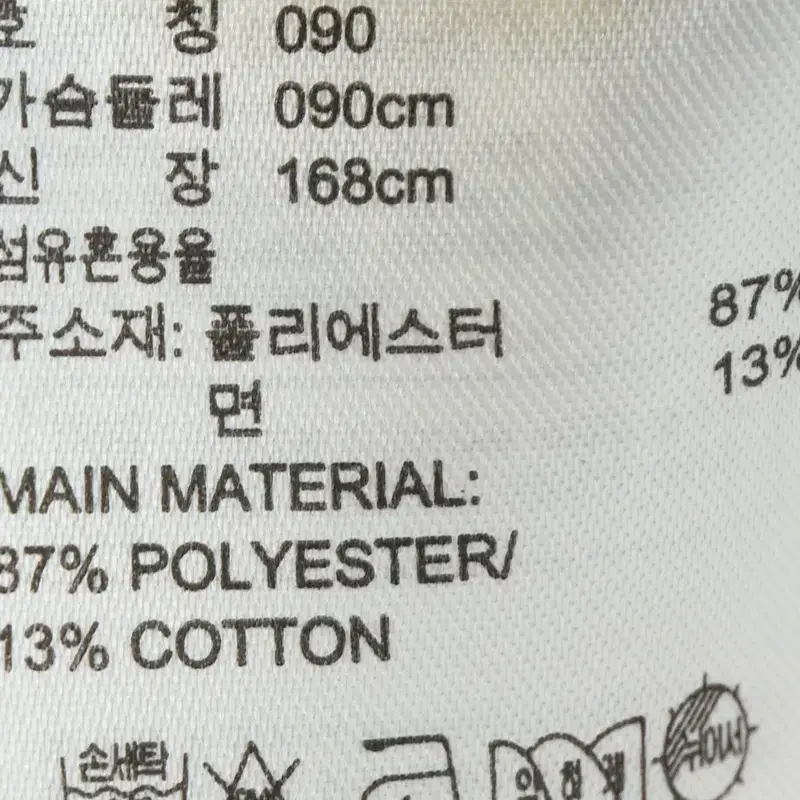 호 칭 090
가슴둘레 090cm
신 장 168cm
섬유혼용율
주소재: 폴리에스터 87%
면 13%
MAIN MATERIAL:
87% POLYESTER/
13% COTTON
손세탁